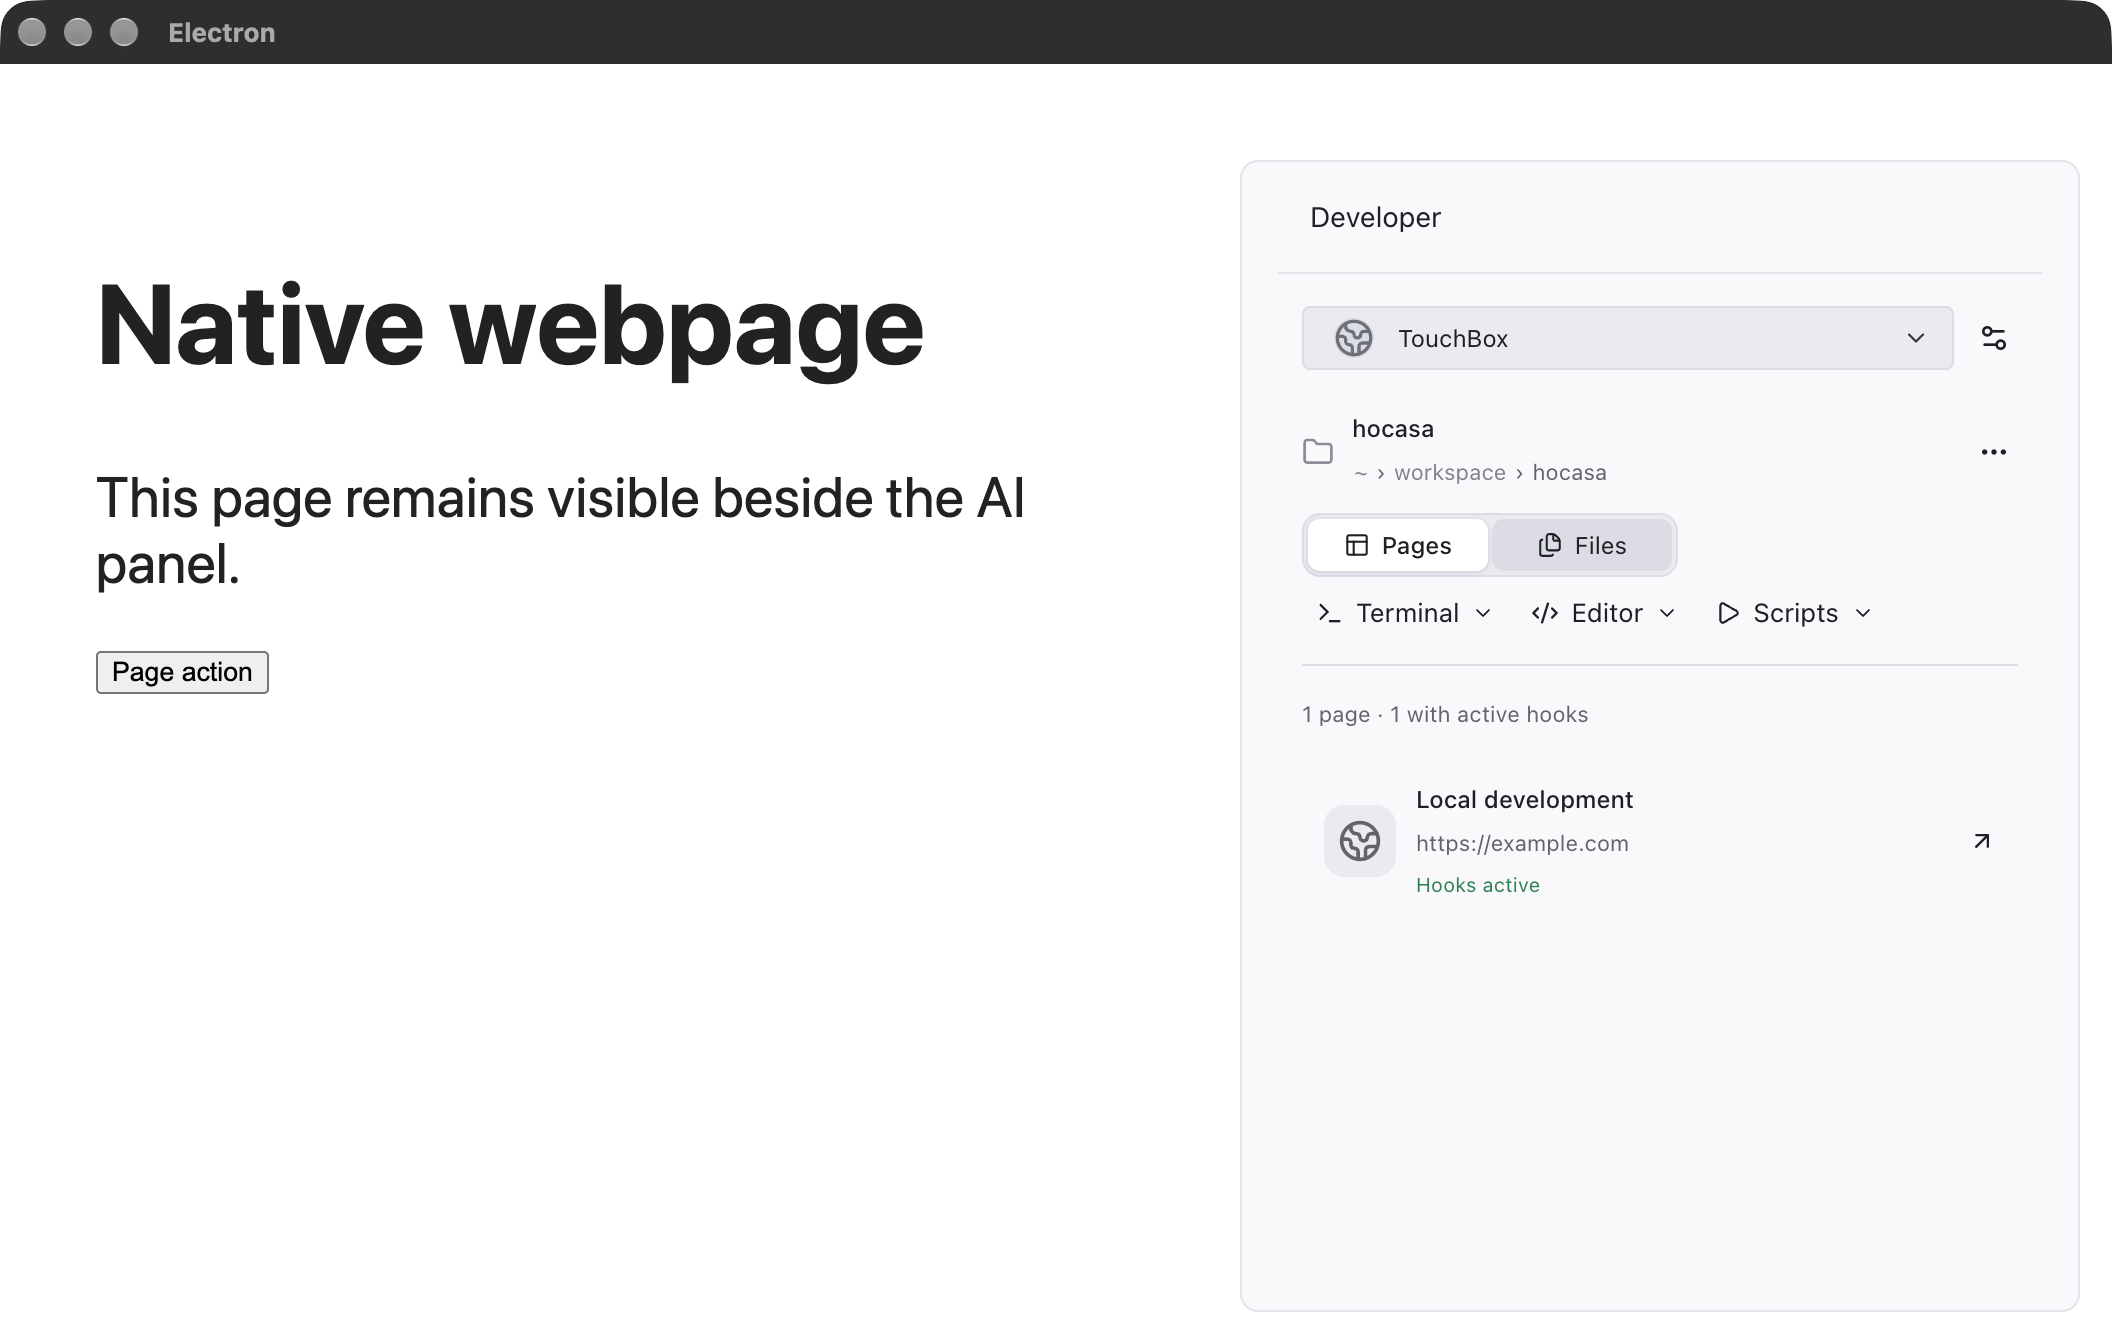 Electron
Native webpage
This page remains visible beside the AI
panel.
Page action
Developer
TouchBox
hocasa
~ › workspace › hocasa
Pages
Files
Terminal
Editor
Scripts
1 page · 1 with active hooks
Local development
https://example.com
Hooks active